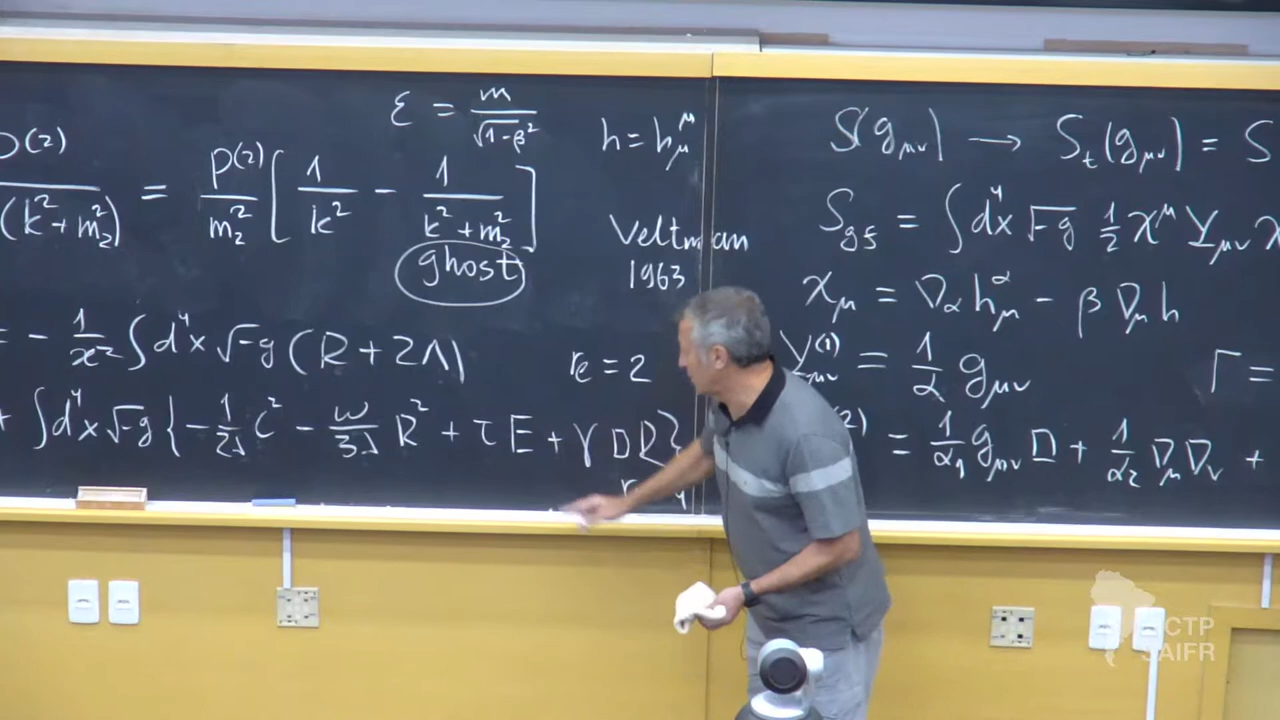 ε = m/√1-β²
P(2)/(k²+m₂²) = P(2)/m₂² [1/k² - 1/k²+m₂²]
ghost
h = h^μ_μ
Veltman
1963
= - 1/ϰ² ∫d⁴x √-g (R + 2Λ)
+ ∫d⁴x √-g {-1/2λ C² - ω/3λ R² + τE + γ□R}
S(g_μν) → S_t(g_μν) = S
S_gf = ∫d⁴x √-g 1/2 χ^μ Y_μν χ
χ_μ = ∇_α h^α_μ - β∇_μ h
Y^(1)_μν = 1/α g_μν
Γ =
(2) = 1/α₁ g_μν □ + 1/α₂ ∇_μ∇_ν +
ICTP
SAIFR